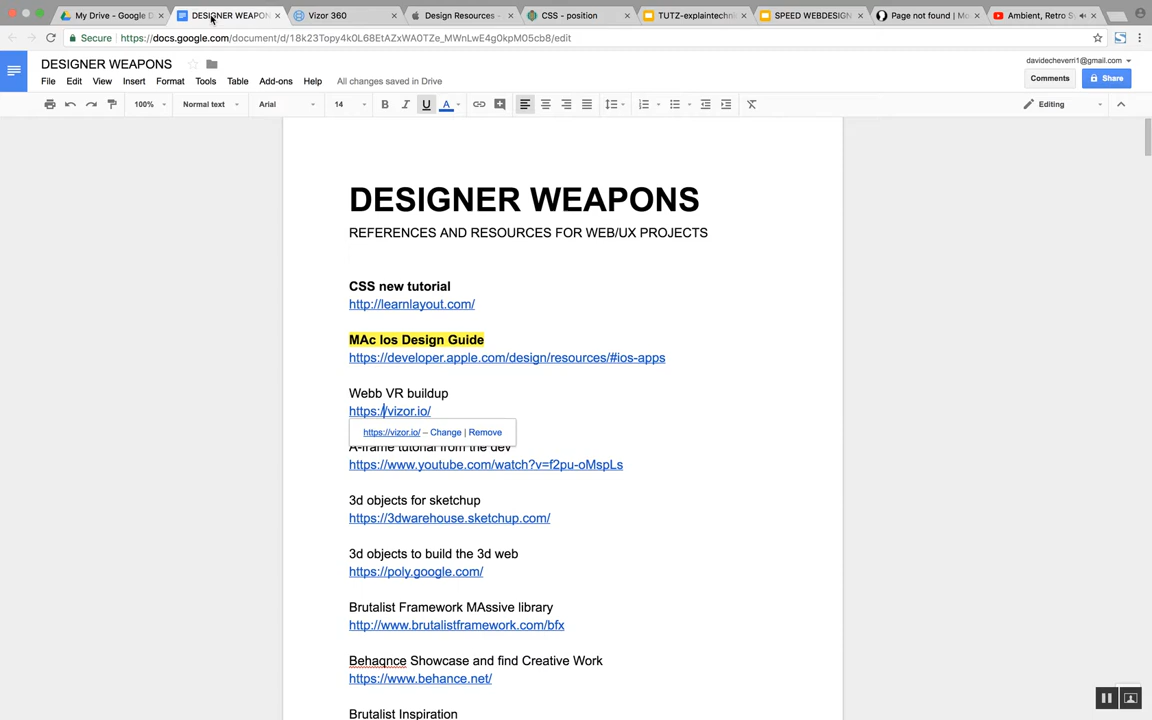 My Drive - Google D
DESIGNER WEAPON
Vizor 360
Design Resources -
CSS - position
TUTZ-explaintechni
SPEED WEBDESIGN
Page not found | Mo
Ambient, Retro S
Secure
https://docs.google.com/document/d/18k23Topy4k0L68EtAZxWA0TZe_MWnLwE4g0kpM05cb8/edit
DESIGNER WEAPONS
davidecheverri1@gmail.com
File Edit View Insert Format Tools Table Add-ons Help All changes saved in Drive
Comments
Share
100% Normal text Arial 14 B I U A Editing
DESIGNER WEAPONS
REFERENCES AND RESOURCES FOR WEB/UX PROJECTS
CSS new tutorial
http://learnlayout.com/
MAc Ios Design Guide
https://developer.apple.com/design/resources/#ios-apps
Webb VR buildup
https://vizor.io/
https://vizor.io/ – Change | Remove
A-frame tutorial from the dev
https://www.youtube.com/watch?v=f2pu-oMspLs
3d objects for sketchup
https://3dwarehouse.sketchup.com/
3d objects to build the 3d web
https://poly.google.com/
Brutalist Framework MAssive library
http://www.brutalistframework.com/bfx
Behaqnce Showcase and find Creative Work
https://www.behance.net/
Brutalist Inspiration